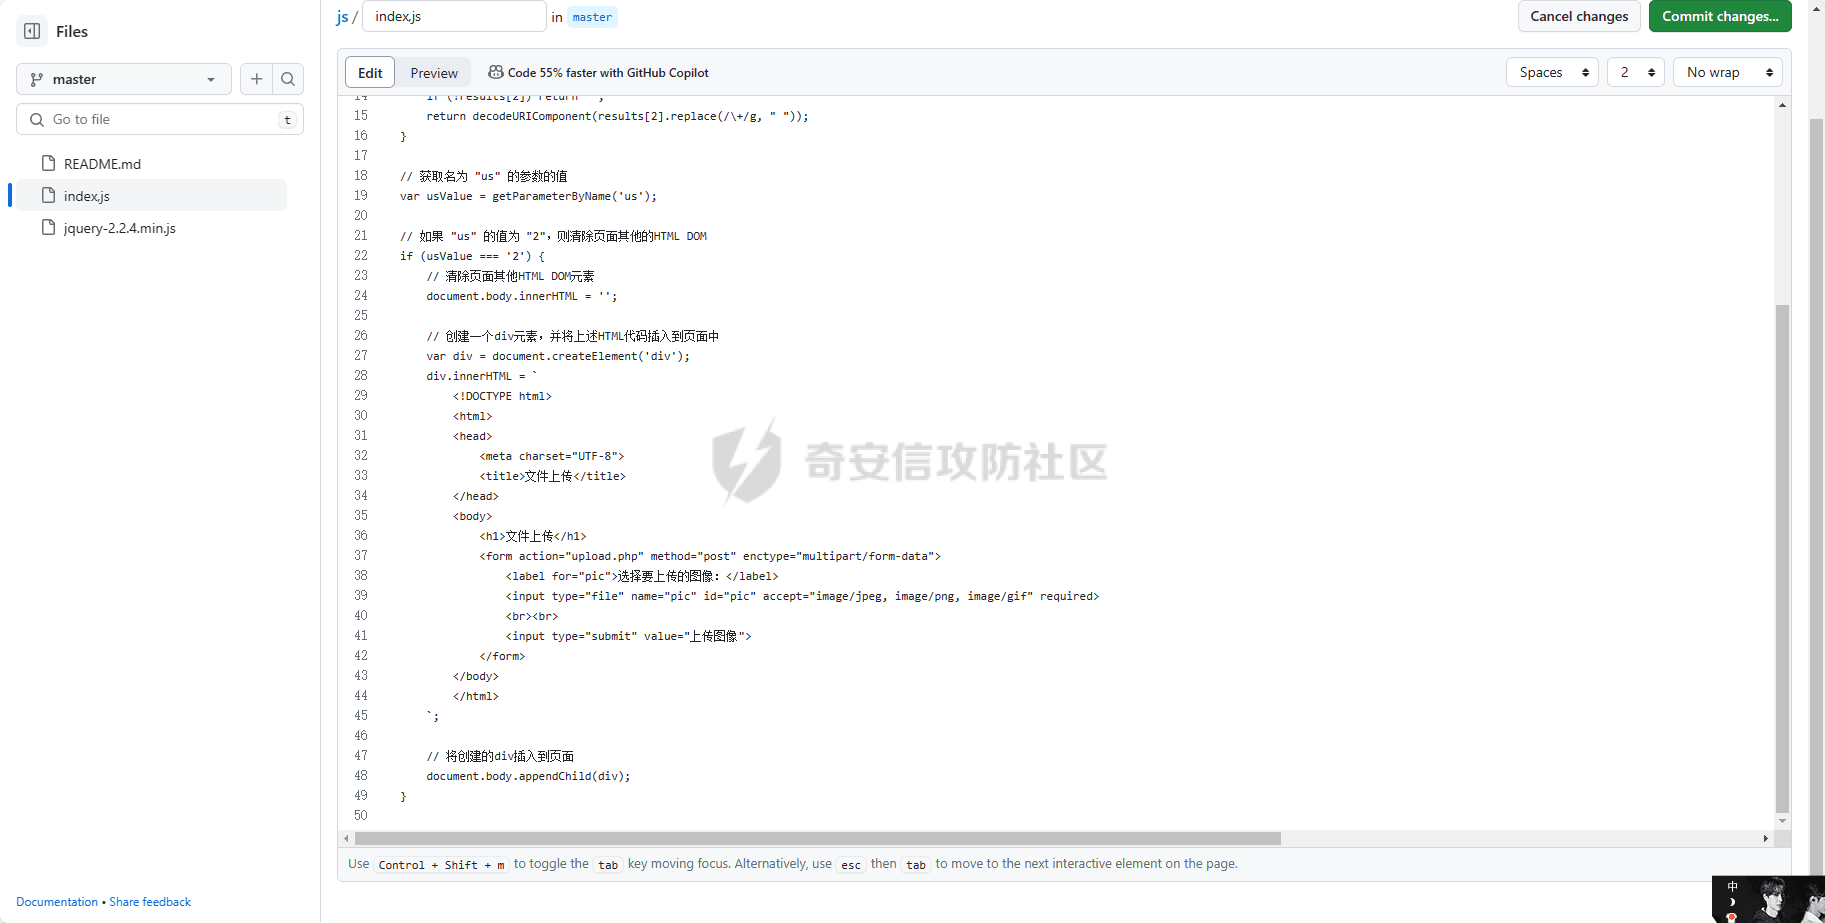 Files
master
Go to file
t
README.md
index.js
jquery-2.2.4.min.js
Documentation • Share feedback
js / index.js in master
Cancel changes
Commit changes...
Edit
Preview
Code 55% faster with GitHub Copilot
Spaces
2
No wrap
14 if (!results[2]) return '';
15 return decodeURIComponent(results[2].replace(/\+/g, " "));
16 }
17
18 // 获取名为 "us" 的参数的值
19 var usValue = getParameterByName('us');
20
21 // 如果 "us" 的值为 "2"，则清除页面其他的HTML DOM
22 if (usValue === '2') {
23 // 清除页面其他HTML DOM元素
24 document.body.innerHTML = '';
25
26 // 创建一个div元素，并将上述HTML代码插入到页面中
27 var div = document.createElement('div');
28 div.innerHTML = `
29 <!DOCTYPE html>
30 <html>
31 <head>
32 <meta charset="UTF-8">
33 <title>文件上传</title>
34 </head>
35 <body>
36 <h1>文件上传</h1>
37 <form action="upload.php" method="post" enctype="multipart/form-data">
38 <label for="pic">选择要上传的图像：</label>
39 <input type="file" name="pic" id="pic" accept="image/jpeg, image/png, image/gif" required>
40 <br><br>
41 <input type="submit" value="上传图像">
42 </form>
43 </body>
44 </html>
45 `;
46
47 // 将创建的div插入到页面
48 document.body.appendChild(div);
49 }
50
奇安信攻防社区
Use Control + Shift + m to toggle the tab key moving focus. Alternatively, use esc then tab to move to the next interactive element on the page.
中